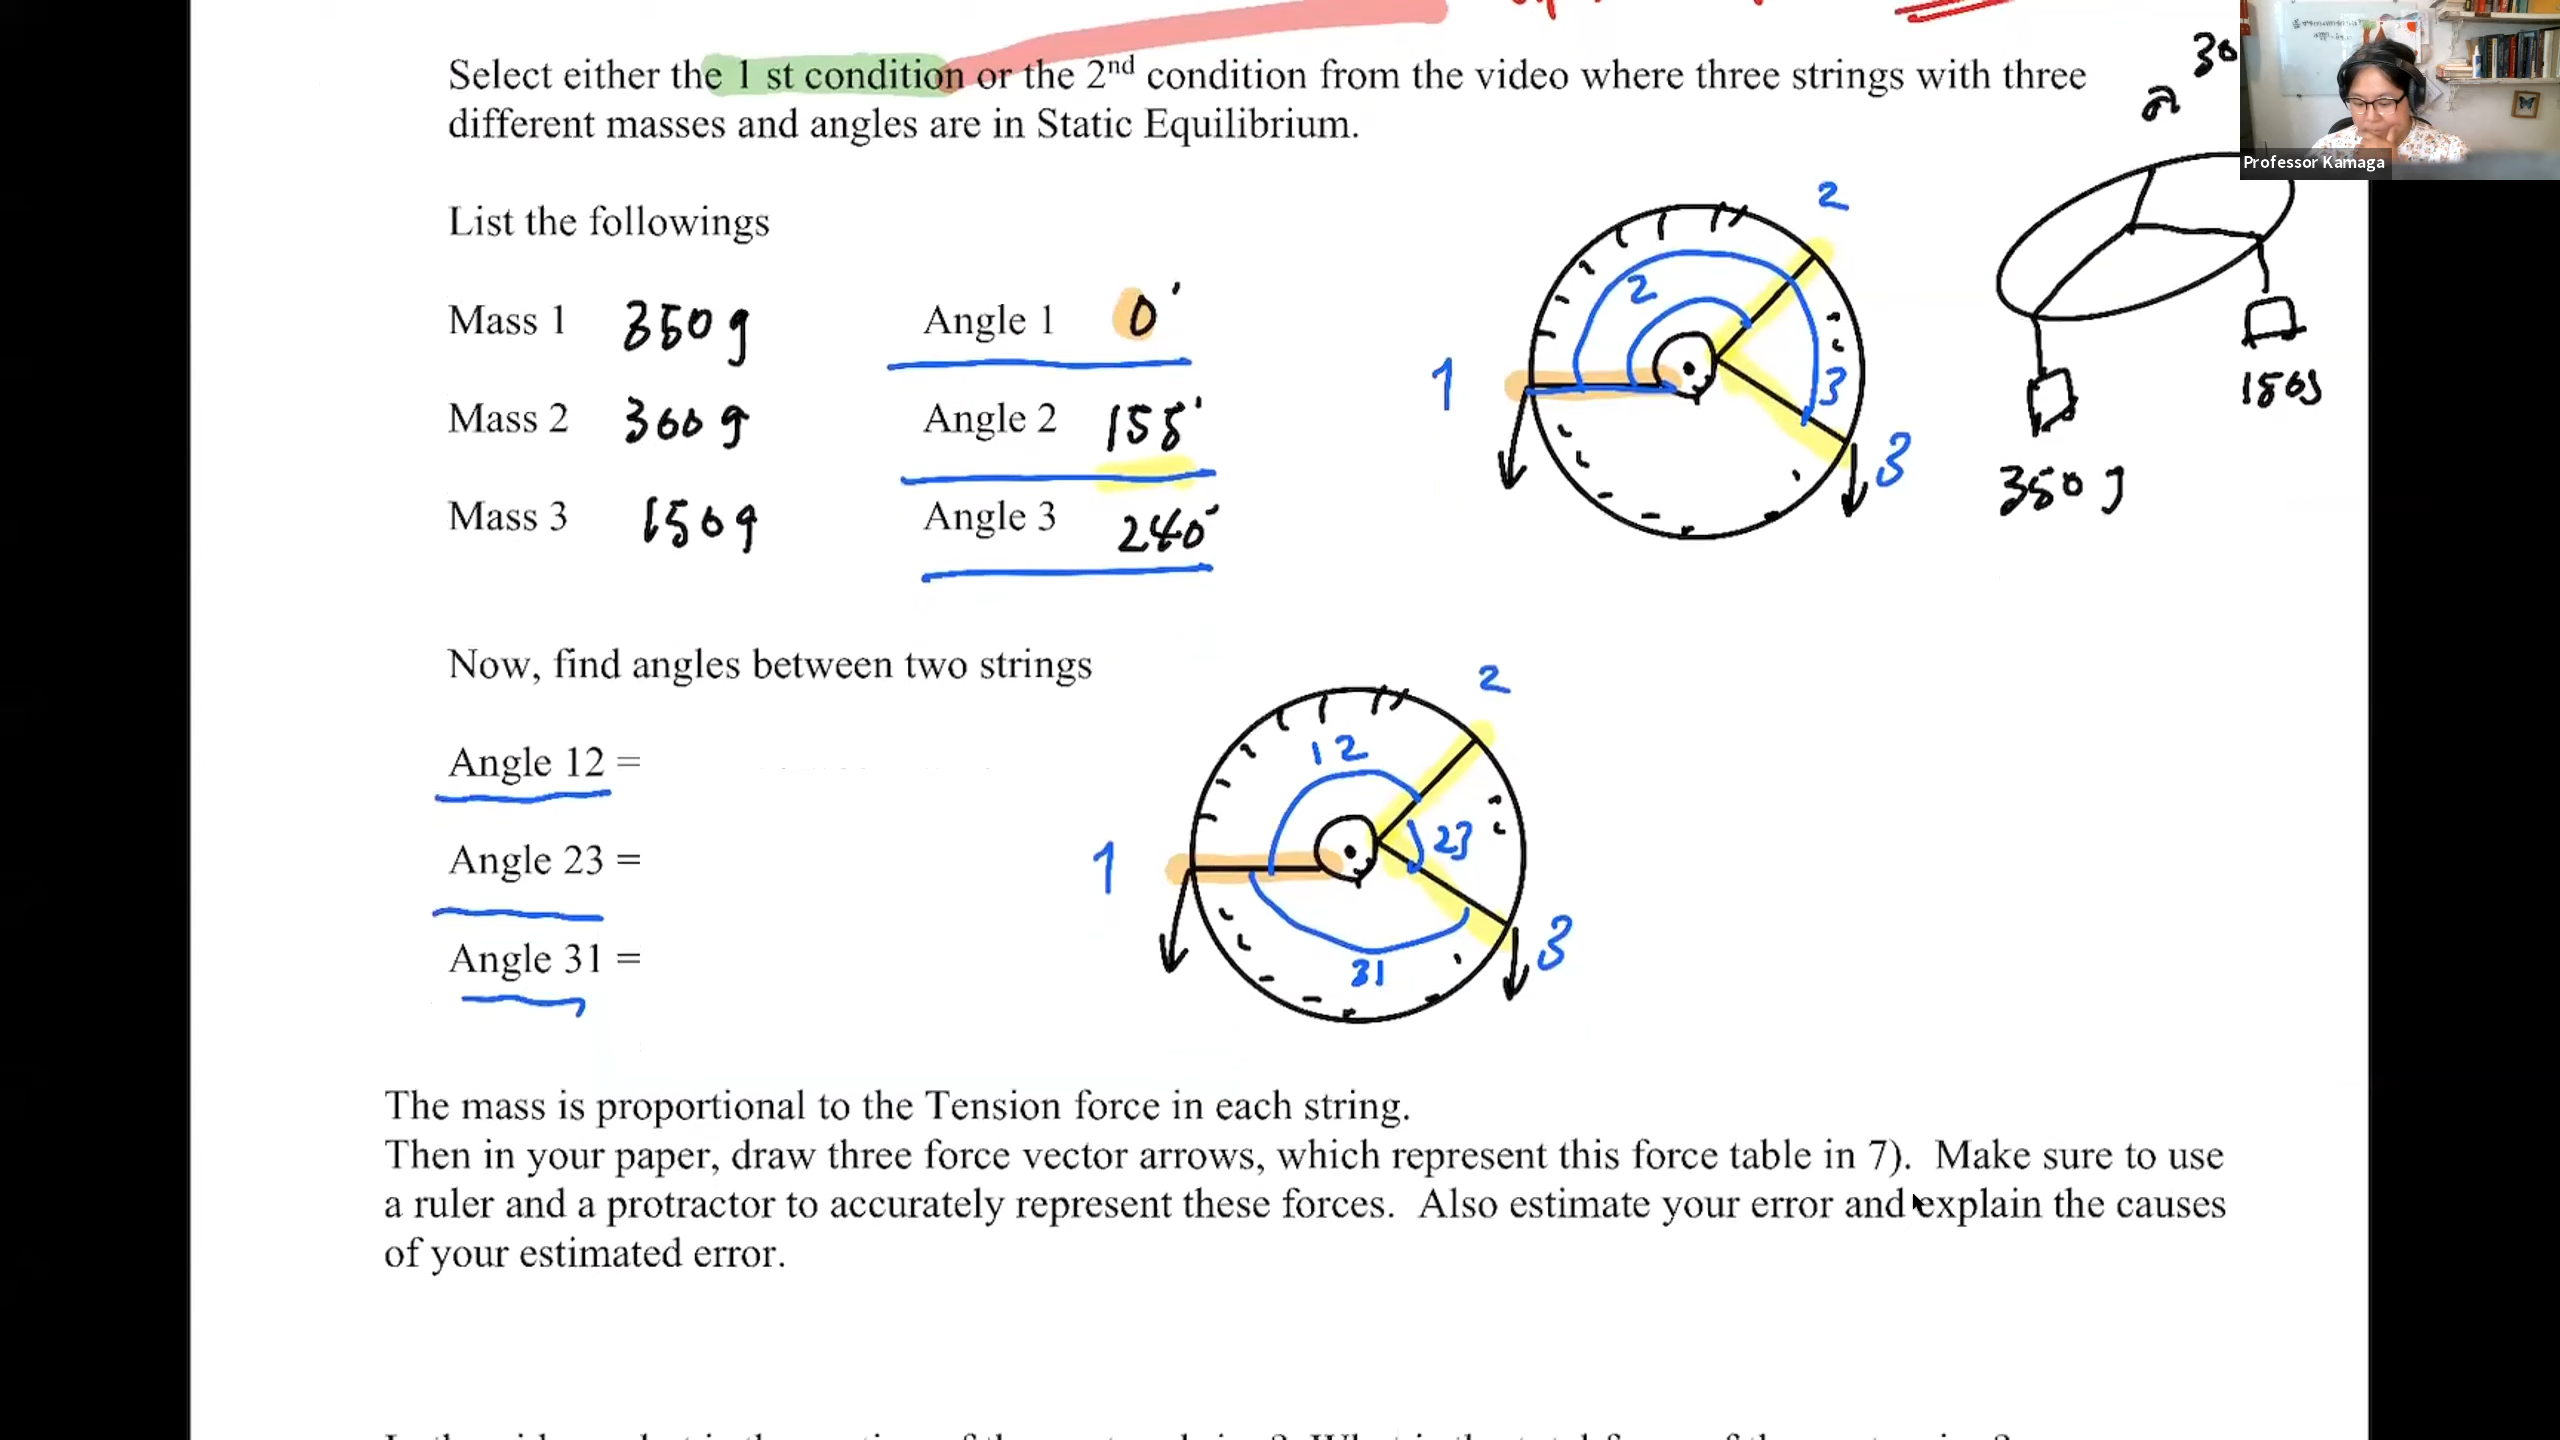 Select either the 1 st condition or the 2nd condition from the video where three strings with three
different masses and angles are in Static Equilibrium.
Professor Kamaga
List the followings
Mass 1 350 g Angle 1 0°
Mass 2 300 g Angle 2 155°
Mass 3 150 g Angle 3 240°
2
2
1
3
3
150g
350 g
Now, find angles between two strings
Angle 12 =
Angle 23 =
Angle 31 =
2
12
23
1
3
31
The mass is proportional to the Tension force in each string.
Then in your paper, draw three force vector arrows, which represent this force table in 7). Make sure to use
a ruler and a protractor to accurately represent these forces. Also estimate your error and explain the causes
of your estimated error.